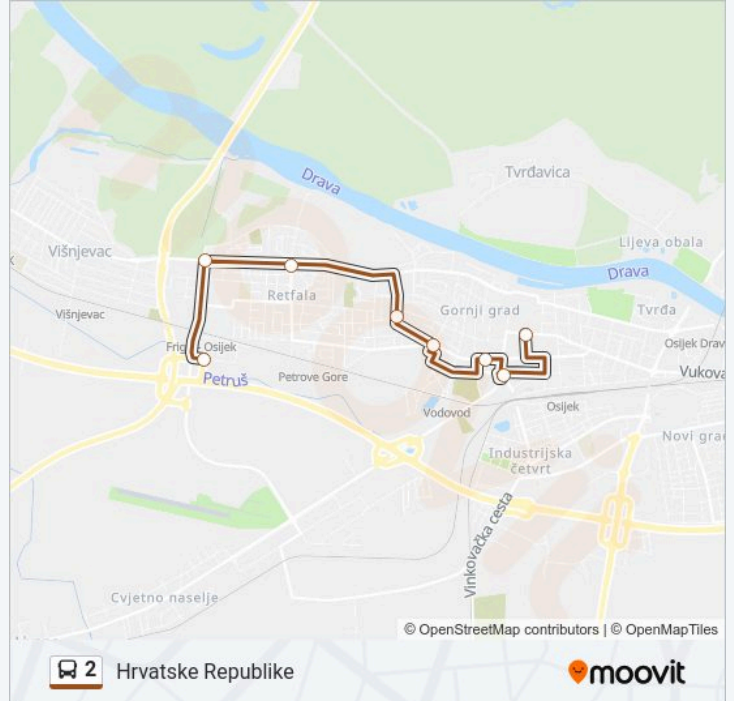 Drava
Tvrđavica
Višnjevac
Lijeva obala
Drava
Retfala
Gornji grad
Višnjevac
Tvrđa
Osijek Drav
Osijek
Petruš
Petrove Gore
Vukova
Osijek
Vodovod
Novi grad
Industrijska
četvrt
Vinkovačka cesta
Cvjetno naselje
© OpenStreetMap contributors | © OpenMapTiles
2 Hrvatske Republike
moovit